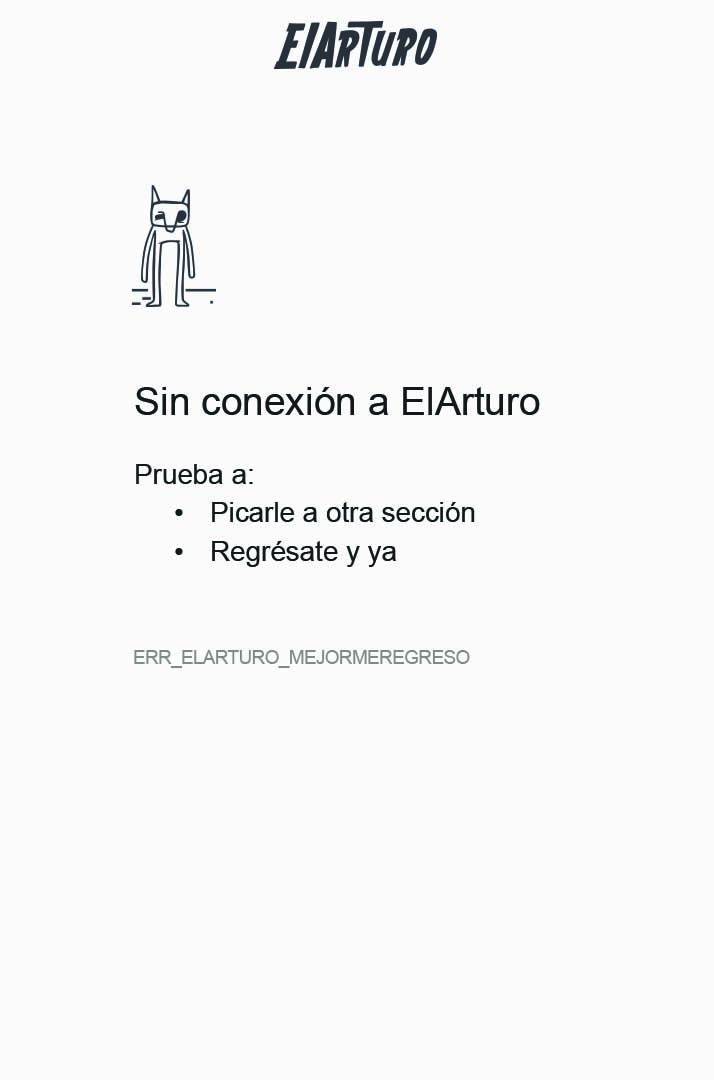 ElArTuro
Sin conexión a ElArturo
Prueba a:
• Picarle a otra sección
• Regrésate y ya
ERR_ELARTURO_MEJORMEREGRESO